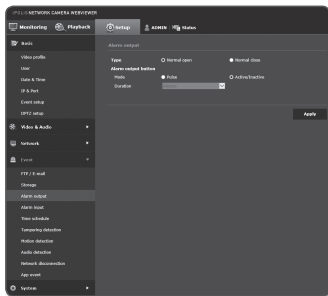 iPOLiS NETWORK CAMERA WEBVIEWER
Monitoring Playback Setup ADMIN Status
Basic
Video profile
User
Date & Time
IP & Port
Event setup
DPTZ setup
Video & Audio
Network
Event
FTP / E-mail
Storage
Alarm output
Alarm input
Time schedule
Tampering detection
Motion detection
Audio detection
Network disconnection
App event
System
Alarm output
Type Normal open Normal close
Alarm output button
Mode Pulse Active/Inactive
Duration
Apply